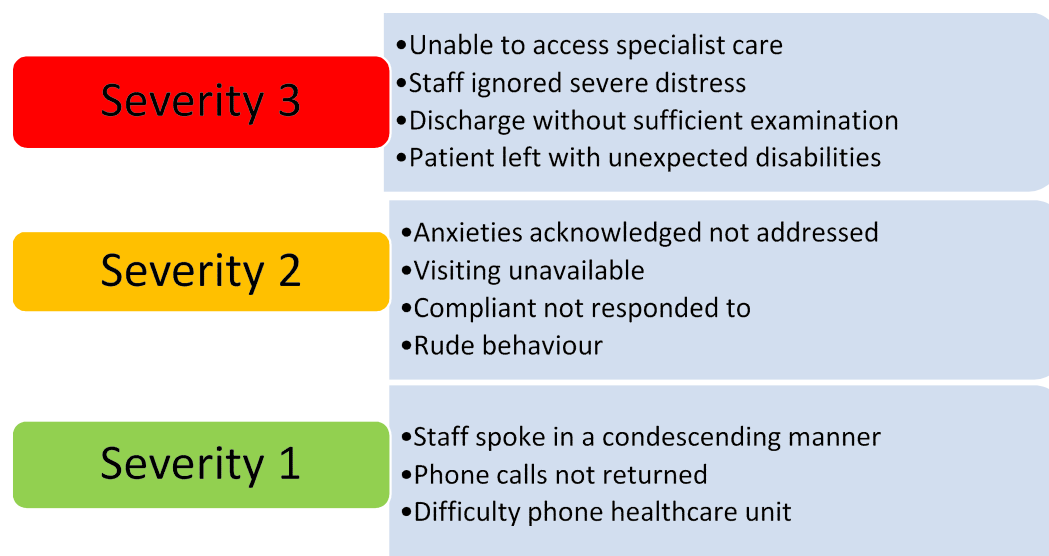 Severity 3
•Unable to access specialist care
•Staff ignored severe distress
•Discharge without sufficient examination
•Patient left with unexpected disabilities
Severity 2
•Anxieties acknowledged not addressed
•Visiting unavailable
•Compliant not responded to
•Rude behaviour
Severity 1
•Staff spoke in a condescending manner
•Phone calls not returned
•Difficulty phone healthcare unit